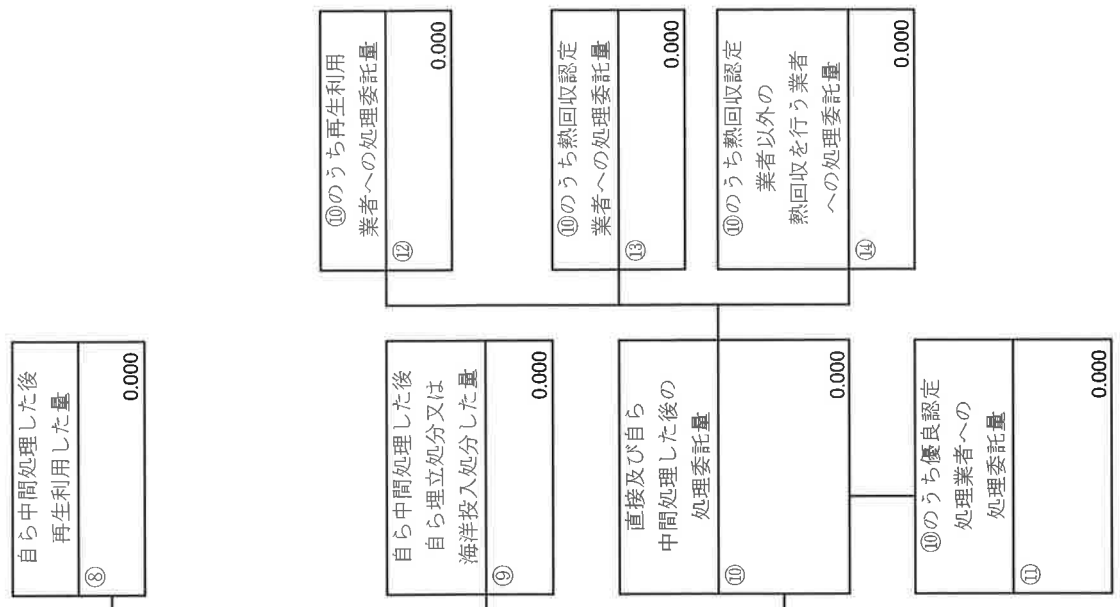 自ら中間処理した後
再生利用した量
⑧
0.000
自ら中間処理した後
自ら埋立処分又は
海洋投入処分した量
⑨
0.000
直接及び自ら
中間処理した後の
処理委託量
⑩
0.000
⑩のうち優良認定
処理業者への
処理委託量
⑪
0.000
⑩のうち再生利用
業者への処理委託量
⑫
0.000
⑩のうち熱回収認定
業者への処理委託量
⑬
0.000
⑩のうち熱回収認定
業者以外の
熱回収を行う業者
への処理委託量
⑭
0.000